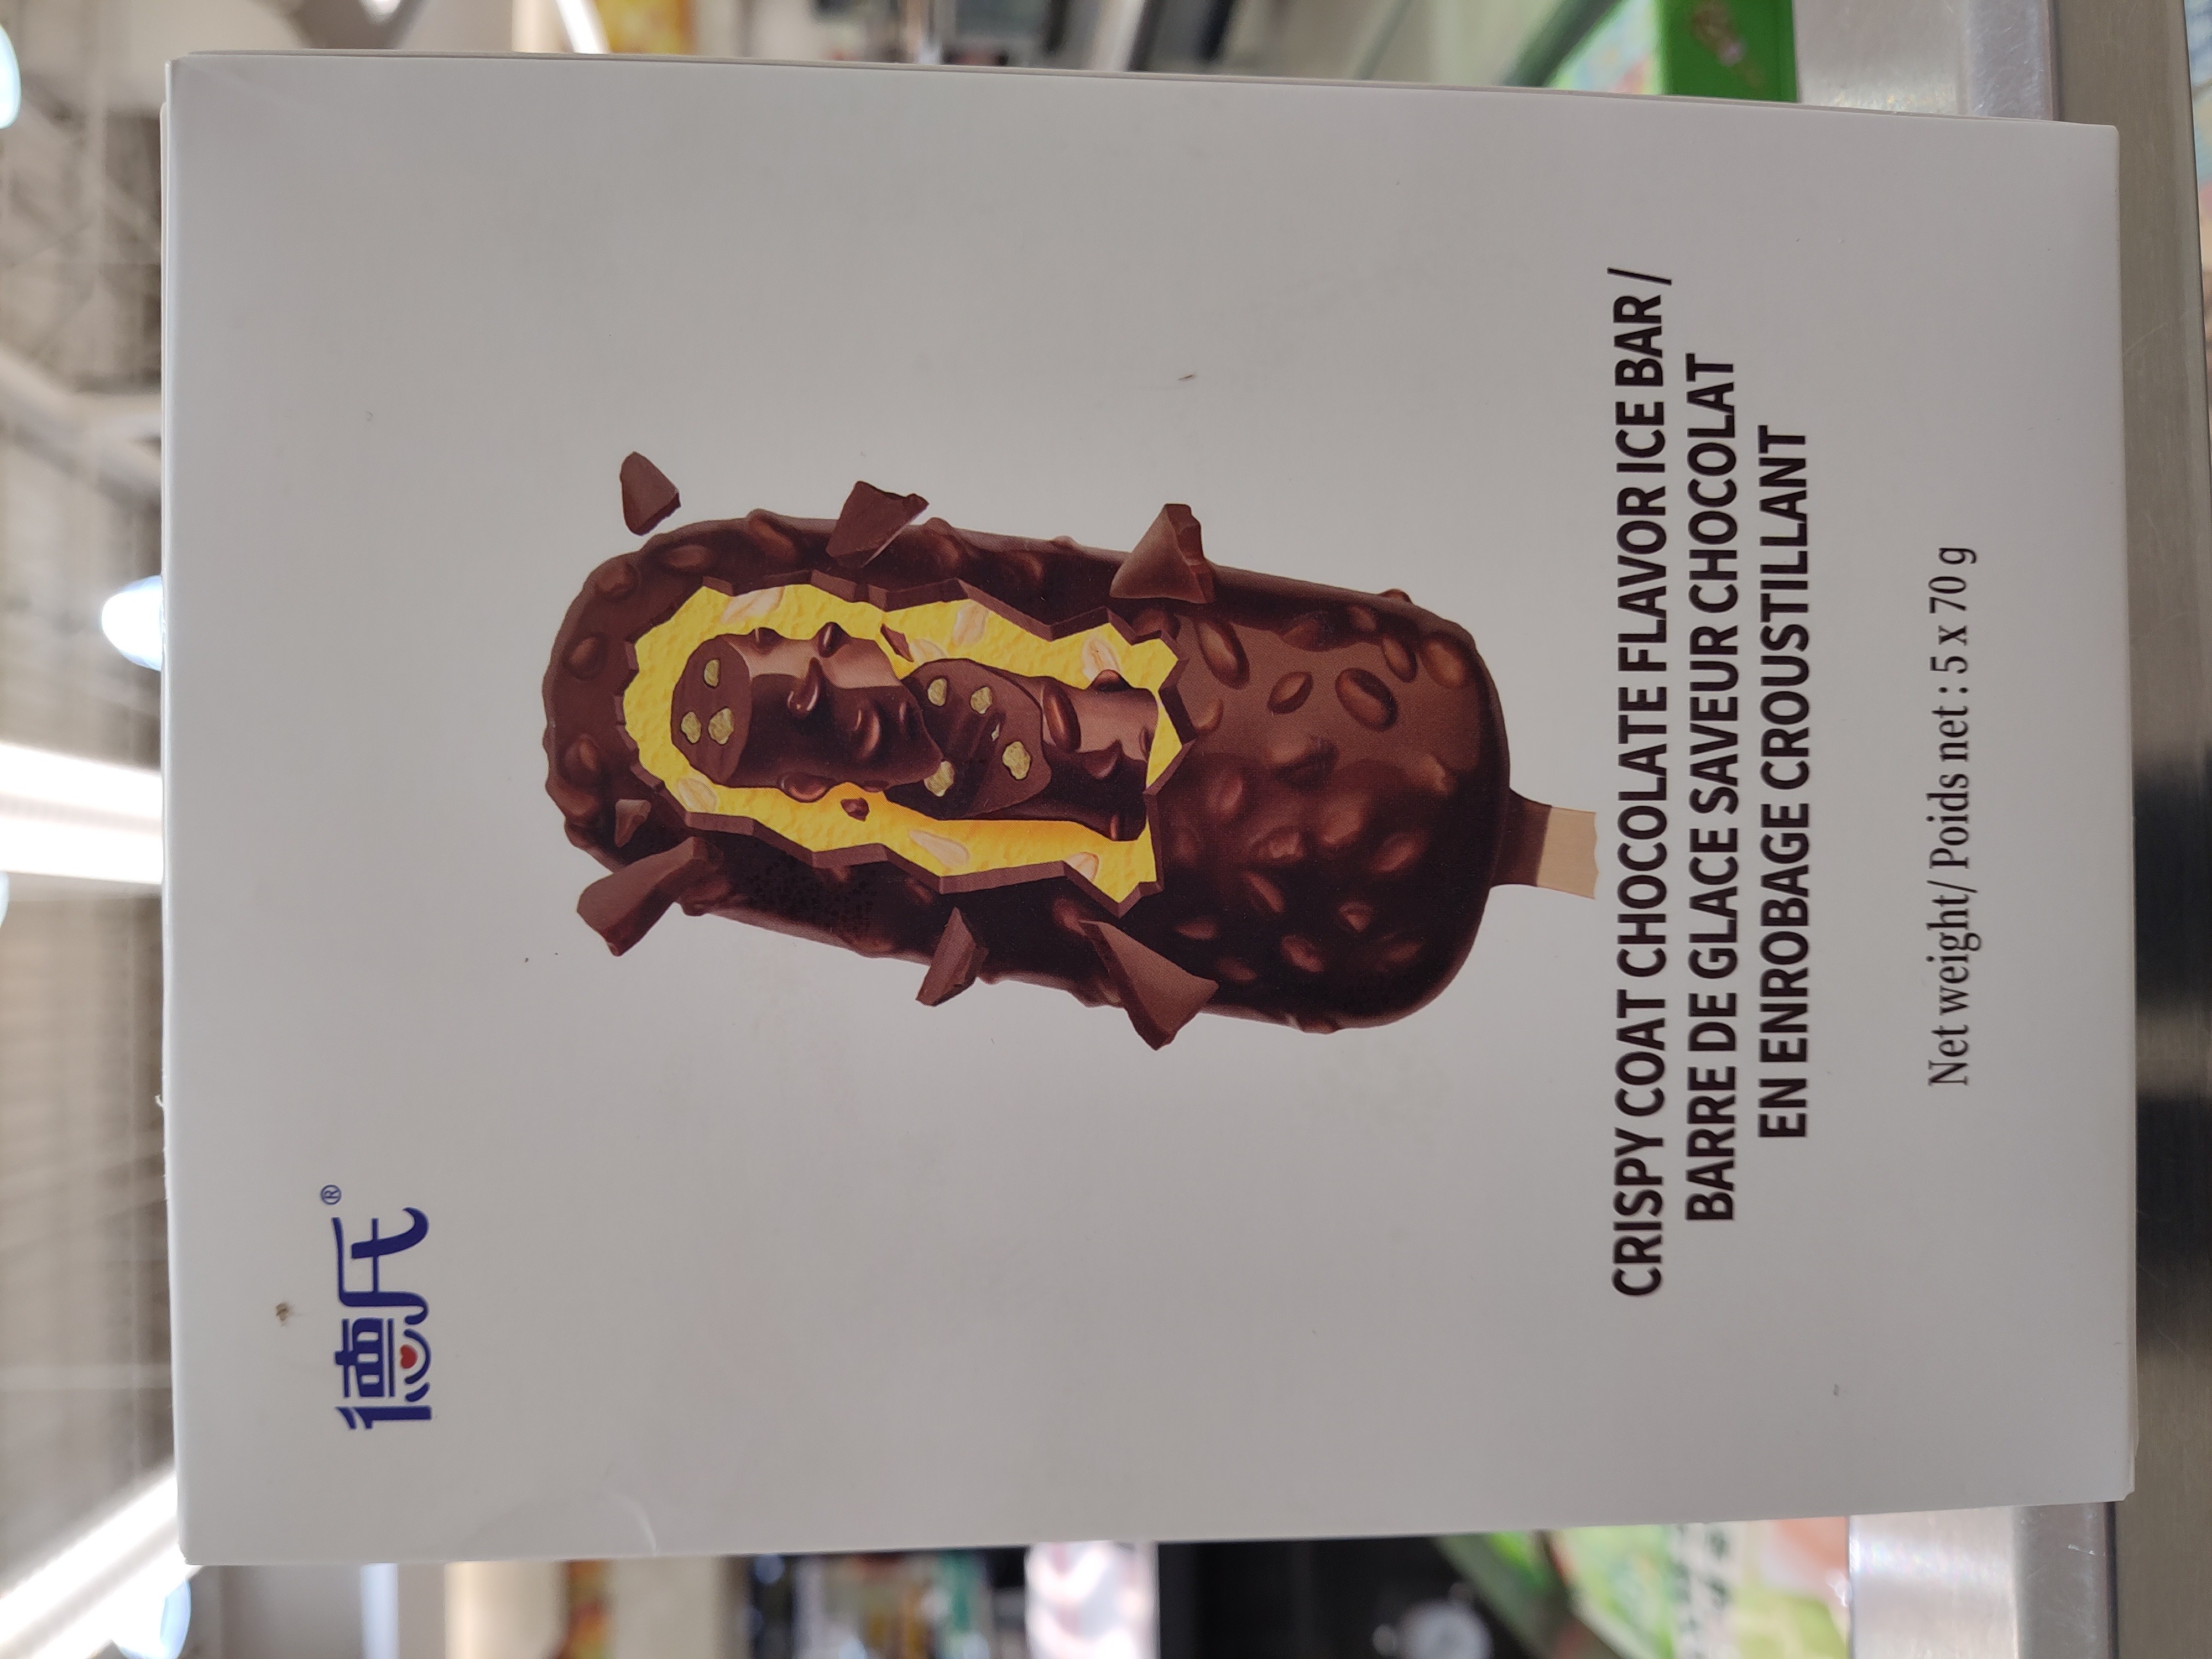 德氏®
CRISPY COAT CHOCOLATE FLAVOR ICE BAR /
BARRE DE GLACE SAVEUR CHOCOLAT
EN ENROBAGE CROUSTILLANT
Net weight/ Poids net : 5 x 70 g